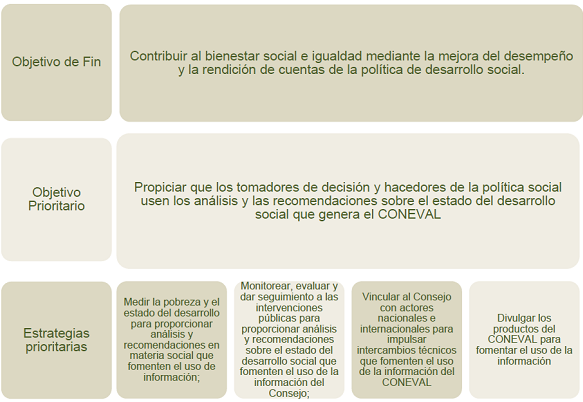 Objetivo de Fin
Contribuir al bienestar social e igualdad mediante la mejora del desempeño
y la rendición de cuentas de la política de desarrollo social.
Objetivo
Prioritario
Propiciar que los tomadores de decisión y hacedores de la política social
usen los análisis y las recomendaciones sobre el estado del desarrollo
social que genera el CONEVAL
Estrategias
prioritarias
Medir la pobreza y el
estado del desarrollo
para proporcionar
análisis y
recomendaciones en
materia social que
fomenten el uso de
información;
Monitorear, evaluar y
dar seguimiento a las
intervenciones
públicas para
proporcionar análisis
y recomendaciones
sobre el estado del
desarrollo social que
fomenten el uso de la
información del
Consejo;
Vincular al Consejo
con actores
nacionales e
internacionales para
impulsar
intercambios técnicos
que fomenten el uso
de la información del
CONEVAL
Divulgar los
productos del
CONEVAL para
fomentar el uso de la
información